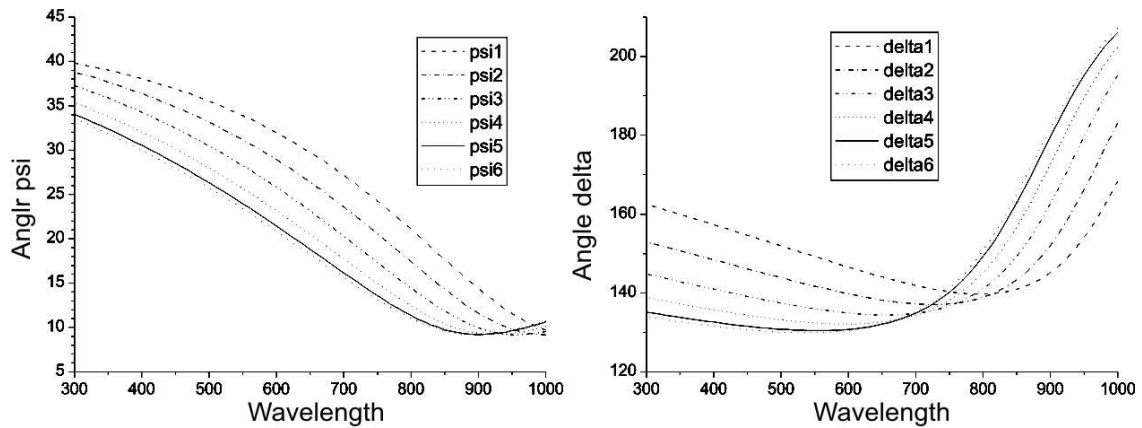 45
40
35
30
25
20
15
10
5
Anglr psi
psi1
psi2
psi3
psi4
psi5
psi6
300 400 500 600 700 800 900 1000
Wavelength
200
180
160
140
120
Angle delta
delta1
delta2
delta3
delta4
delta5
delta6
300 400 500 600 700 800 900 1000
Wavelength